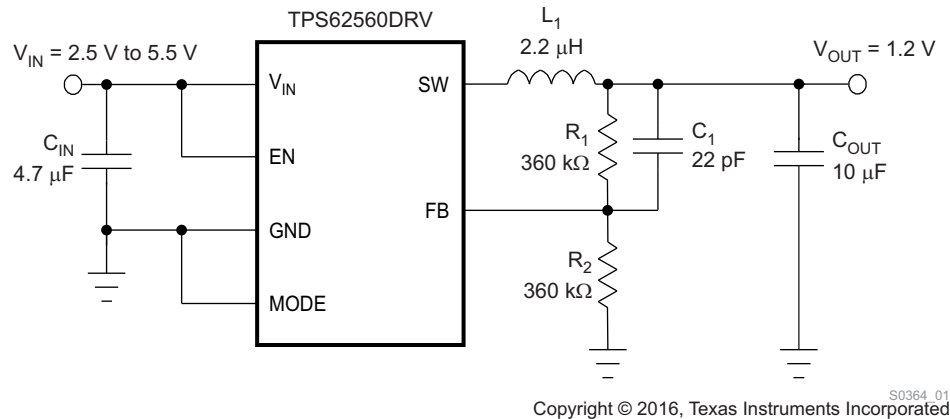 TPS62560DRV
L1
2.2 μH
VIN = 2.5 V to 5.5 V
VOUT = 1.2 V
VIN
SW
CIN
4.7 μF
EN
R1
360 kΩ
C1
22 pF
COUT
10 μF
FB
GND
R2
360 kΩ
MODE
S0364_01
Copyright © 2016, Texas Instruments Incorporated